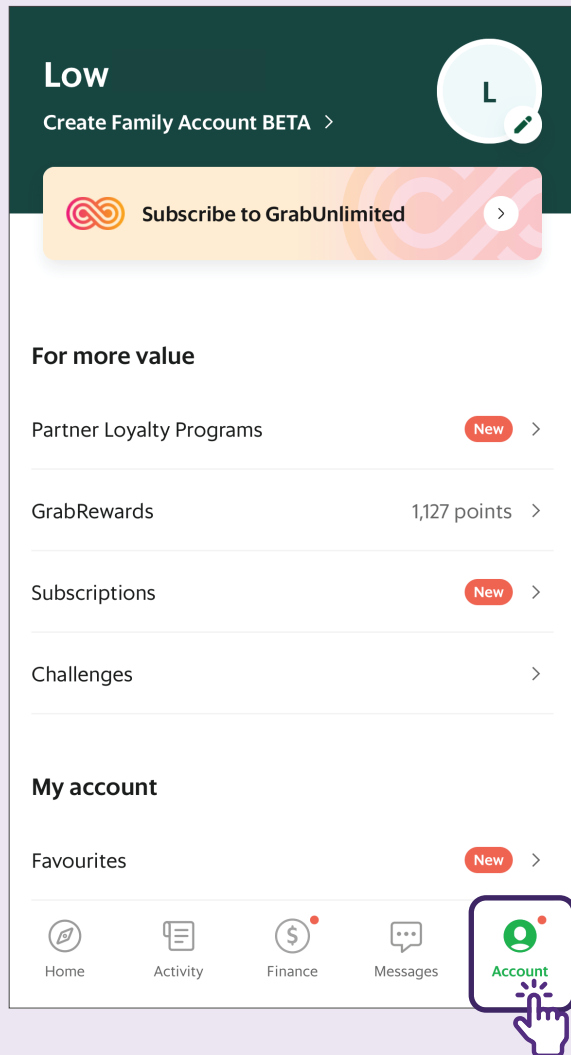 Low
L
Create Family Account BETA
Subscribe to GrabUnlimited
For more value
Partner Loyalty Programs New
GrabRewards 1,127 points
Subscriptions New
Challenges
My account
Favourites New
Home Activity Finance Messages Account